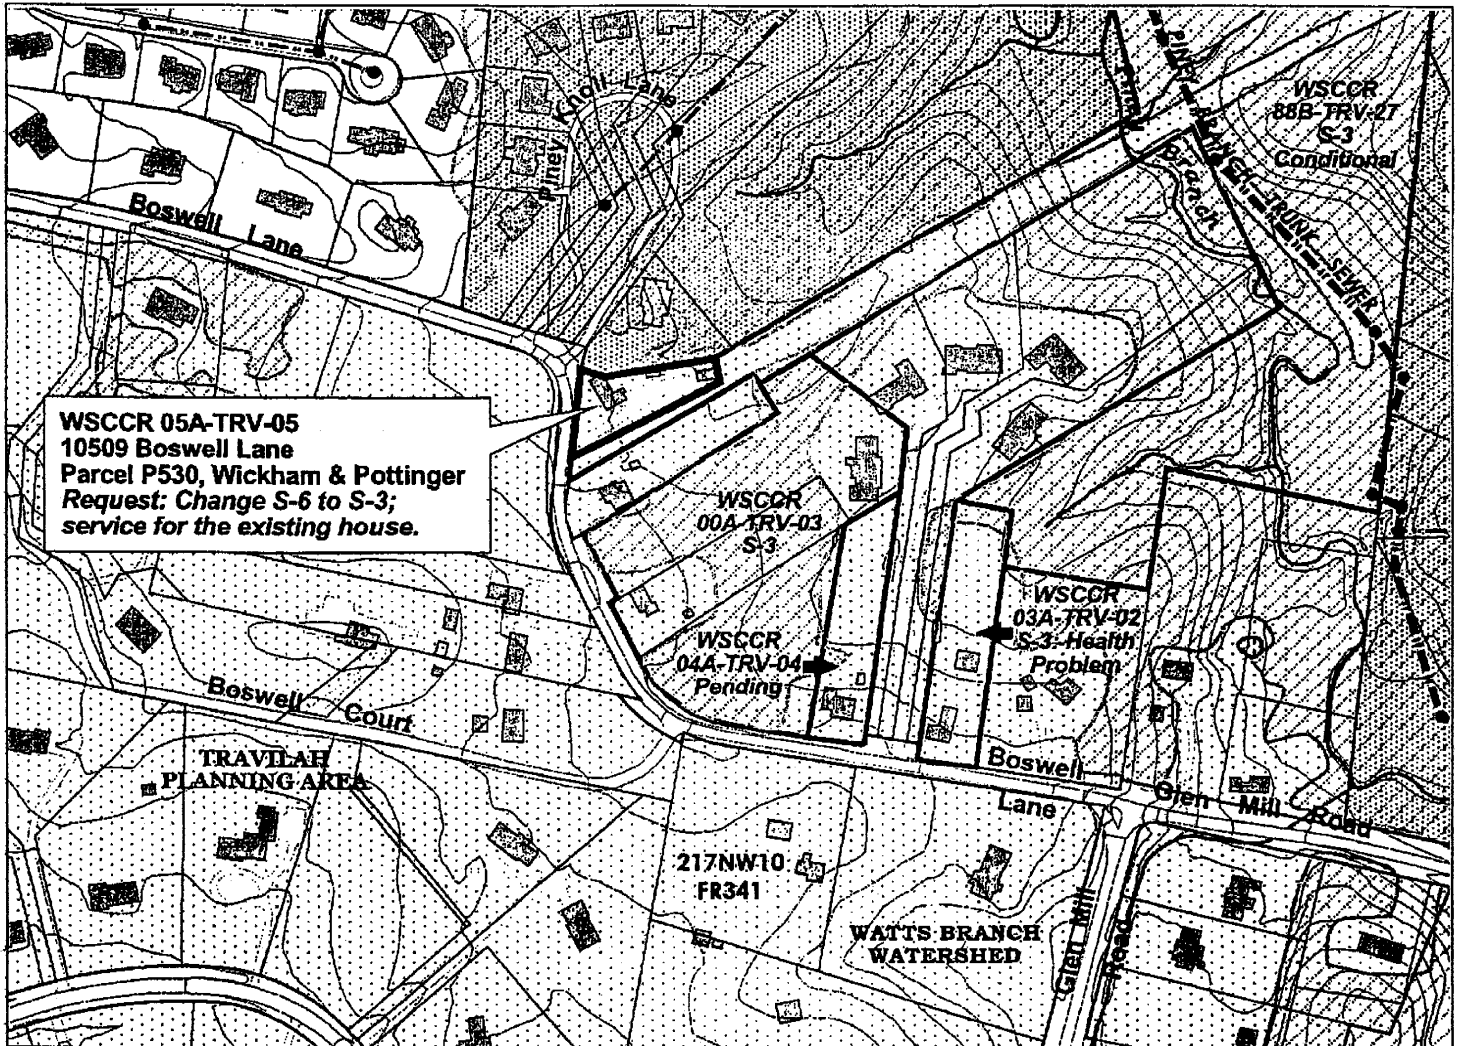 Piney Knoll Lane
PINEY BRANCH TRUNK SEWER
Piney Branch
WSCCR
88B-TRV-27
S-3
Conditional
Boswell Lane
WSCCR 05A-TRV-05
10509 Boswell Lane
Parcel P530, Wickham & Pottinger
Request: Change S-6 to S-3;
service for the existing house.
WSCCR
00A-TRV-03
S-3
WSCCR
03A-TRV-02
S-3: Health
Problem
WSCCR
04A-TRV-04
Pending
Boswell Court
TRAVILAH
PLANNING AREA
Boswell
Lane
Glen Mill Road
217NW10
FR341
WATTS BRANCH
WATERSHED
Glen Mill
Road